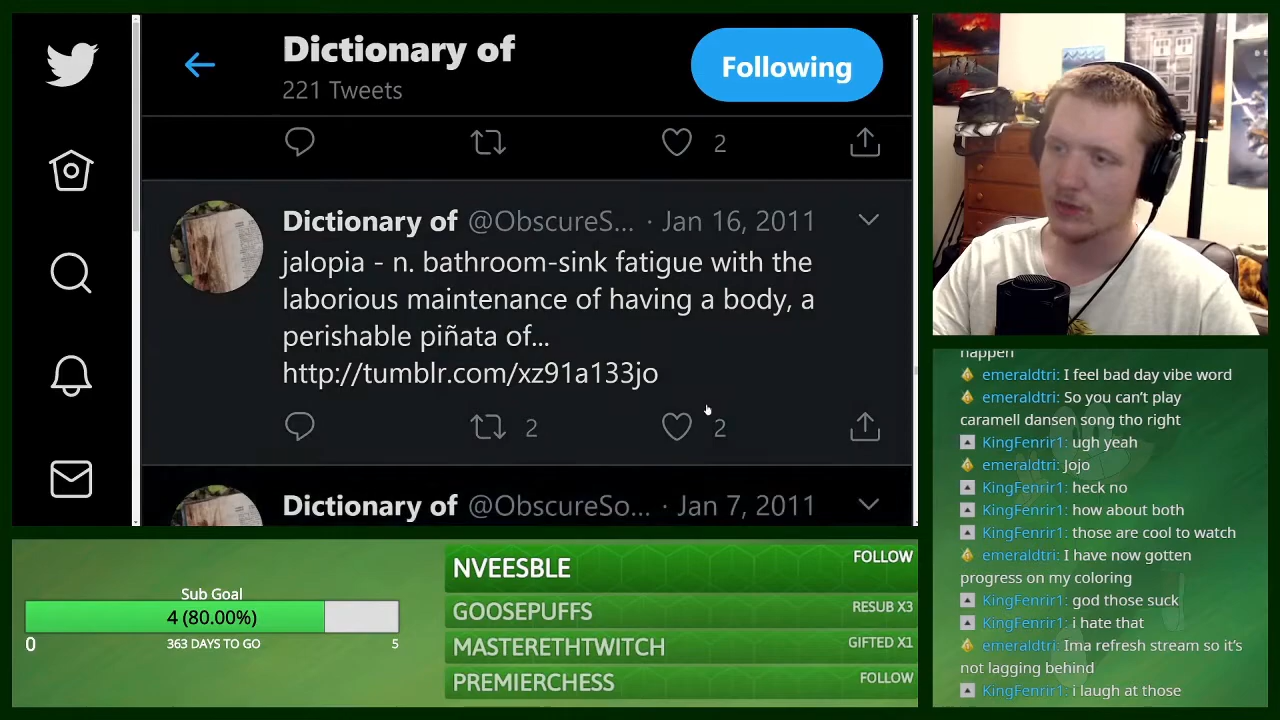 Dictionary of
221 Tweets
Following
2
Dictionary of @ObscureS... · Jan 16, 2011
jalopia - n. bathroom-sink fatigue with the
laborious maintenance of having a body, a
perishable piñata of...
http://tumblr.com/xz91a133jo
2 2
Dictionary of @ObscureSo... · Jan 7, 2011
Sub Goal
4 (80.00%)
0 363 DAYS TO GO 5
NVEESBLE FOLLOW
GOOSEPUFFS RESUB X3
MASTERETHTWITCH GIFTED X1
PREMIERCHESS FOLLOW
happen
emeraldtri: I feel bad day vibe word
emeraldtri: So you can’t play
caramell dansen song tho right
KingFenrir1: ugh yeah
emeraldtri: Jojo
KingFenrir1: heck no
KingFenrir1: how about both
KingFenrir1: those are cool to watch
emeraldtri: I have now gotten
progress on my coloring
KingFenrir1: god those suck
KingFenrir1: i hate that
emeraldtri: Ima refresh stream so it’s
not lagging behind
KingFenrir1: i laugh at those